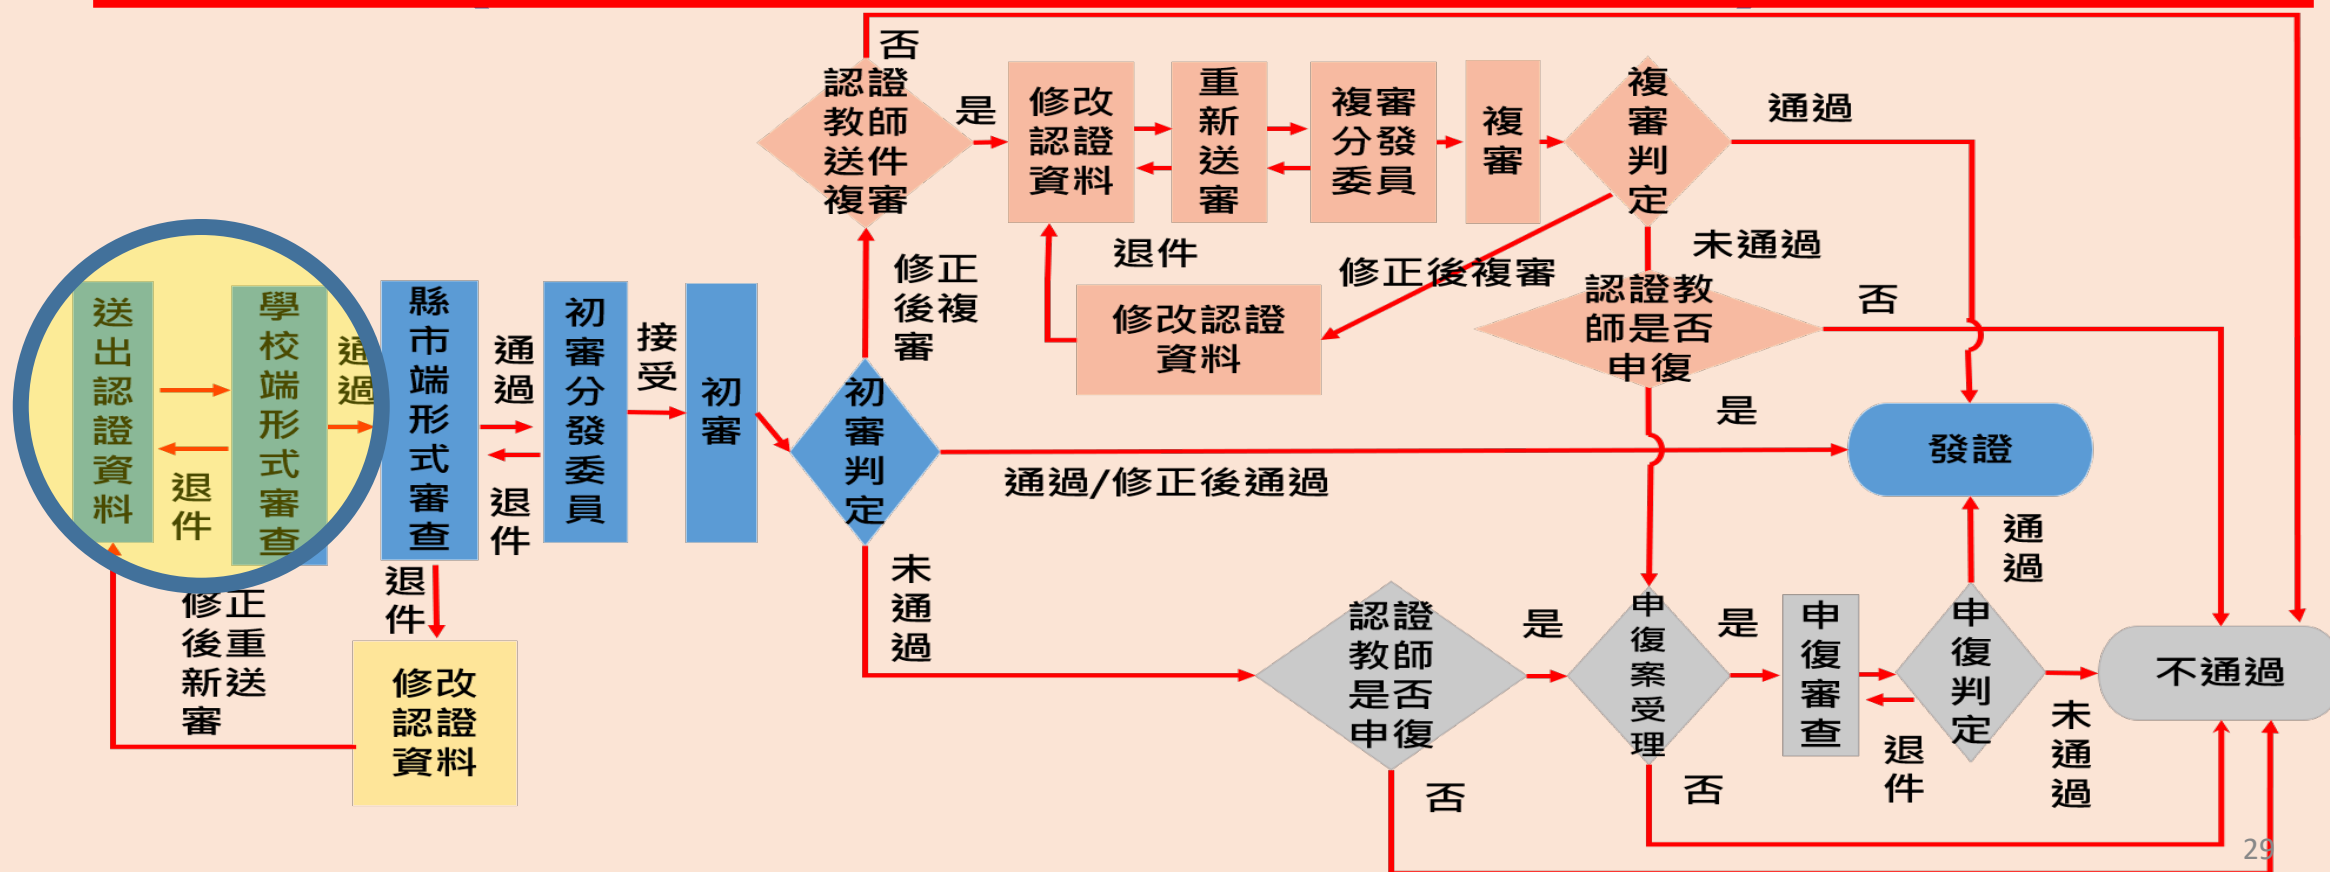 否
認證
教師
送件
複審
是
修改
認證
資料
重
新
送
審
複審
分發
委員
複
審
複
審
判
定
通過
未通過
退件
修正後複審
修改認證
資料
認證教
師是否
申復
否
是
修正
後複
審
送
出
認
證
資
料
退
件
學
校
端
形
式
審
查
通
過
縣
市
端
形
式
審
查
通
過
退
件
初
審
分
發
委
員
接
受
初
審
初
審
判
定
通過/修正後通過
發證
退
件
修正
後重
新送
審
修改
認證
資料
未
通
過
認證
教師
是否
申復
是
否
申
復
案
受
理
是
否
申
復
審
查
申
復
判
定
退
件
通
過
未
通
過
不通過
29